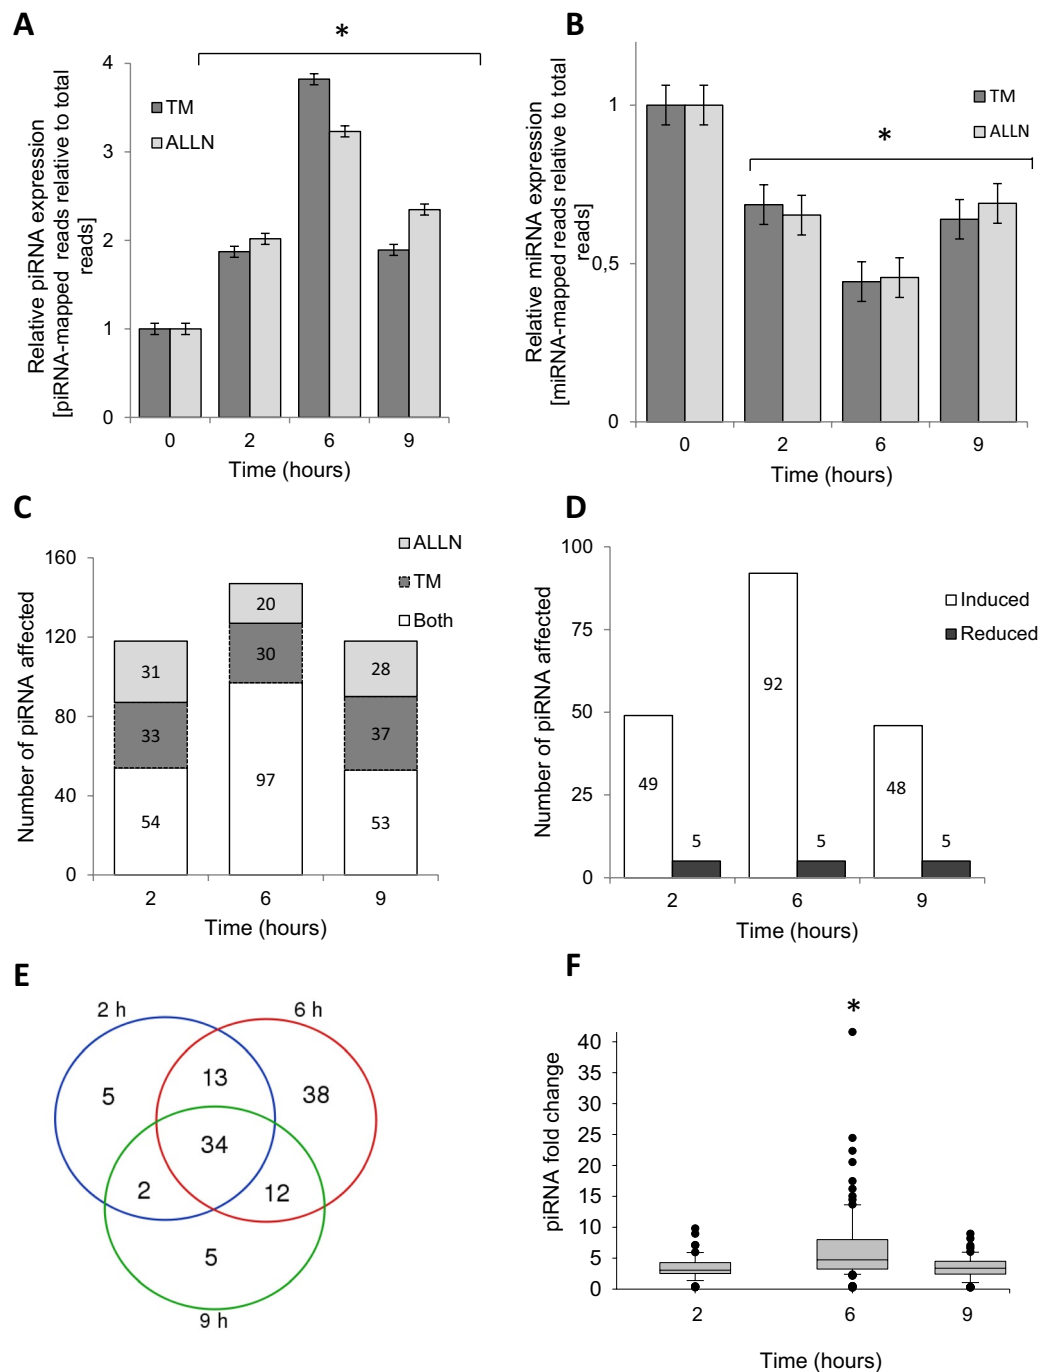 A
*
Relative piRNA expression
[piRNA-mapped reads relative to total
reads]
4
3
2
1
0
TM
ALLN
0 2 6 9
Time (hours)
B
*
Relative miRNA expression
[miRNA-mapped reads relative to total
reads]
1
0,5
0
TM
ALLN
0 2 6 9
Time (hours)
C
Number of piRNA affected
160
120
80
40
0
ALLN
TM
Both
31
33
54
20
30
97
28
37
53
2 6 9
Time (hours)
D
Number of piRNA affected
100
75
50
25
0
Induced
Reduced
49
5
92
5
48
5
2 6 9
Time (hours)
E
2 h
6 h
5
13
38
34
2
12
5
9 h
F
*
piRNA fold change
40
35
30
25
20
15
10
5
0
2 6 9
Time (hours)